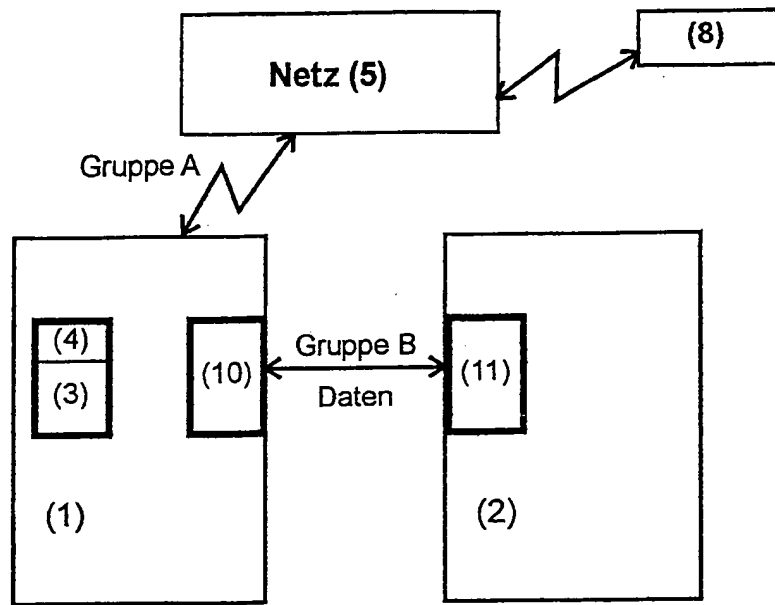 (8)
Netz (5)
Gruppe A
(4)
(3)
(10)
Gruppe B
Daten
(11)
(1)
(2)